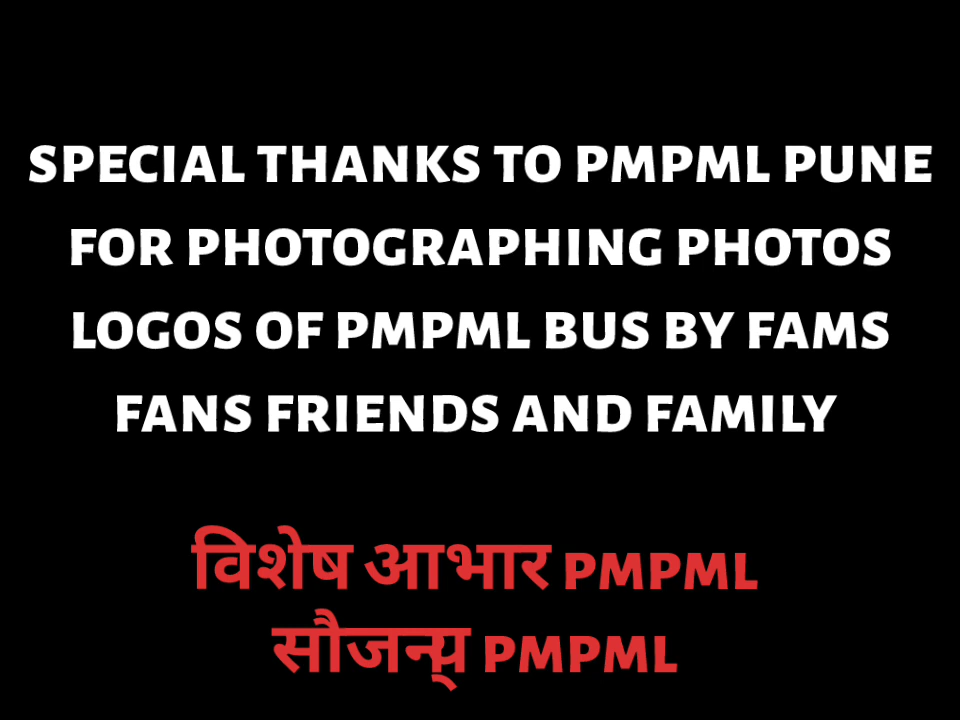 SPECIAL THANKS TO PMPML PUNE
FOR PHOTOGRAPHING PHOTOS
LOGOS OF PMPML BUS BY FAMS
FANS FRIENDS AND FAMILY
विशेष आभार PMPML
PMPML